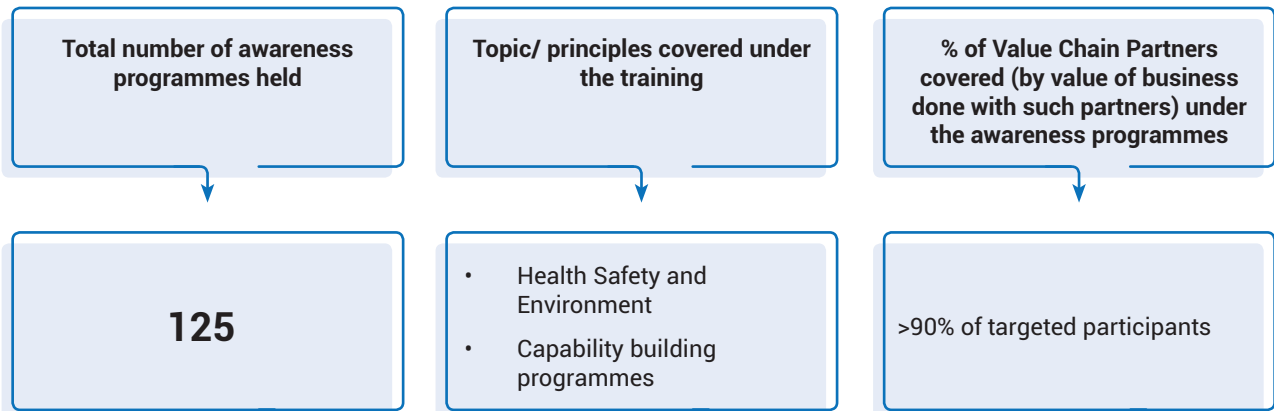 Total number of awareness
programmes held
Topic/ principles covered under
the training
% of Value Chain Partners
covered (by value of business
done with such partners) under
the awareness programmes
125
• Health Safety and
Environment
• Capability building
programmes
>90% of targeted participants